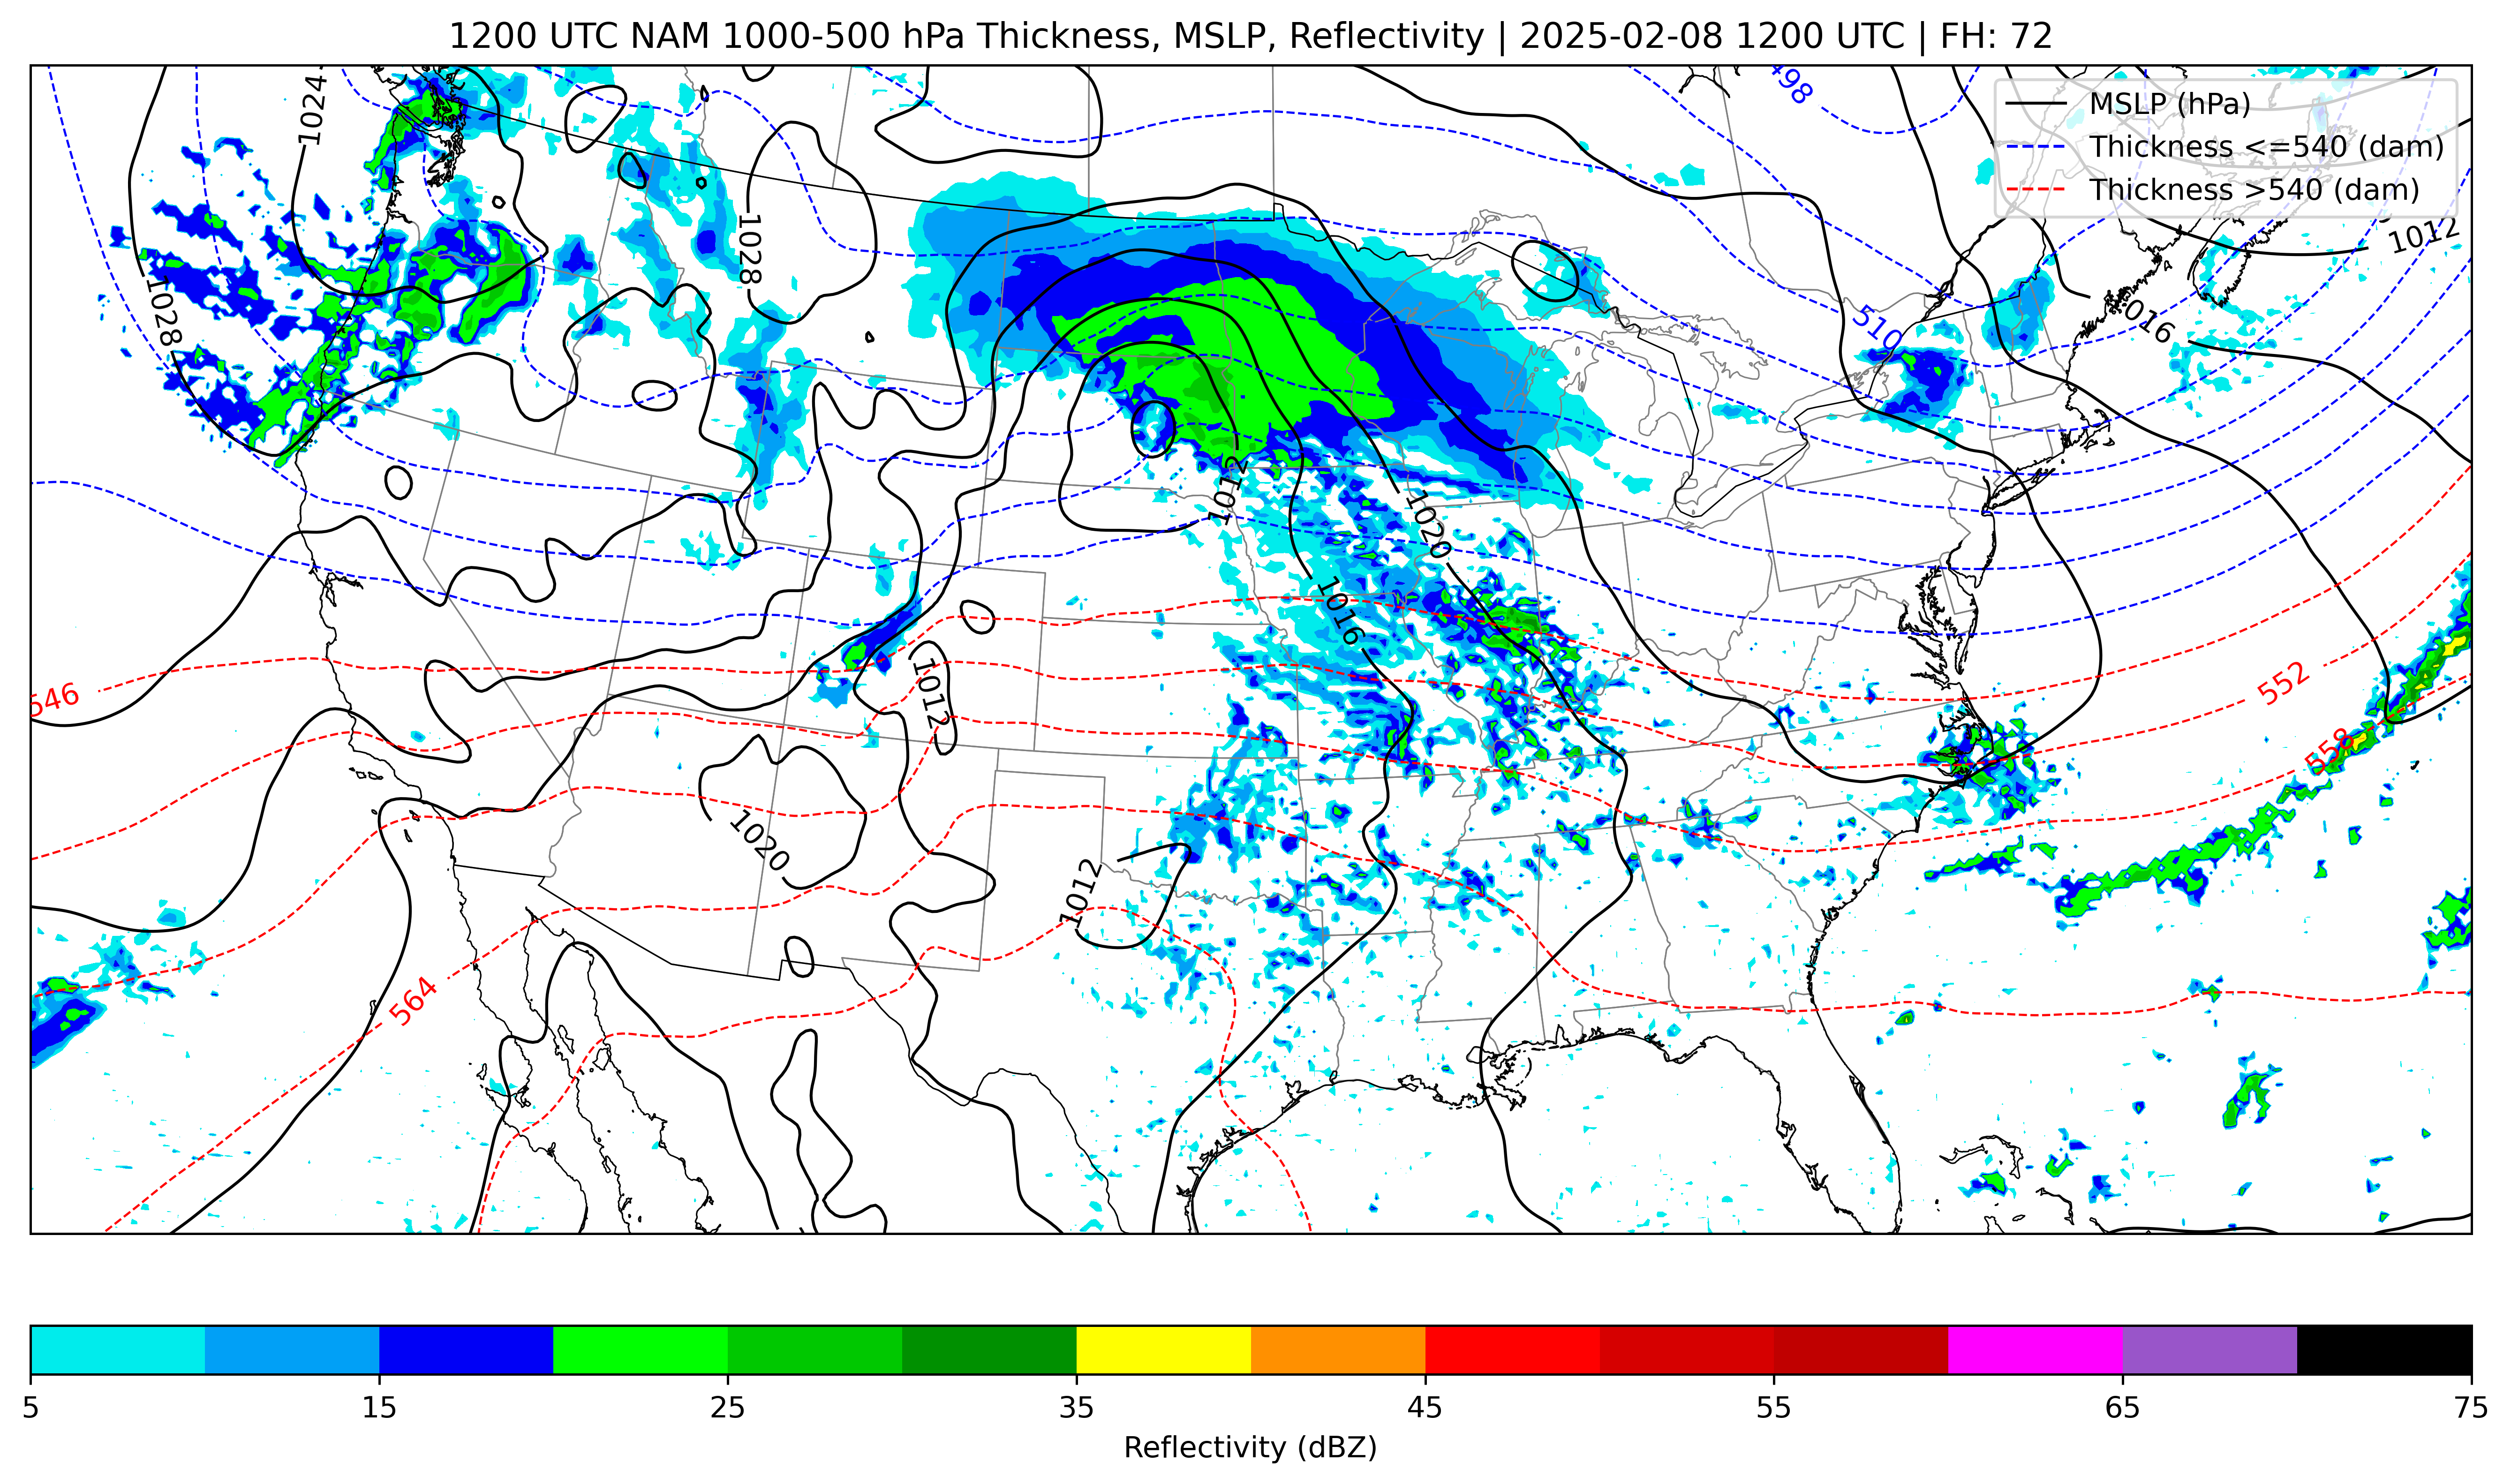 1200 UTC NAM 1000-500 hPa Thickness, MSLP, Reflectivity | 2025-02-08 1200 UTC | FH: 72
MSLP (hPa)
Thickness <=540 (dam)
Thickness >540 (dam)
498
1024
1028
1012
1028
1016
510
1012
1020
1016
546
1012
552
558
1020
1012
564
5 15 25 35 45 55 65 75
Reflectivity (dBZ)